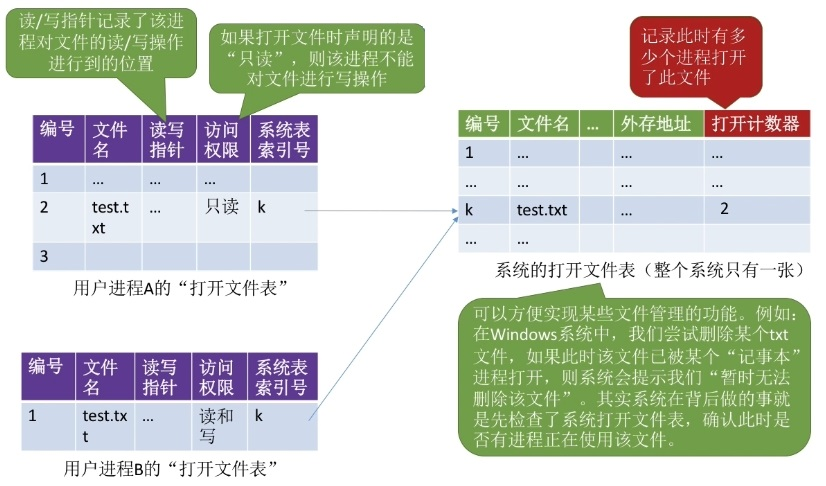 读/写指针记录了该进
程对文件的读/写操作
进行到的位置
如果打开文件时声明的是
“只读”，则该进程不能
对文件进行写操作
记录此时有多
少个进程打开
了此文件
编号 文件名 读写指针 访问权限 系统表索引号
1 … … …
2 test.txt … 只读 k
3
用户进程A的“打开文件表”
编号 文件名 … 外存地址 打开计数器
1 … … …
… … … …
k test.txt … 2
… …
系统的打开文件表（整个系统只有一张）
可以方便实现某些文件管理的功能。例如：
在Windows系统中，我们尝试删除某个txt
文件，如果此时该文件已被某个“记事本”
进程打开，则系统会提示我们“暂时无法
删除该文件”。其实系统在背后做的事就
是先检查了系统打开文件表，确认此时是
否有进程正在使用该文件。
编号 文件名 读写指针 访问权限 系统表索引号
1 test.txt … 读和写 k
用户进程B的“打开文件表”